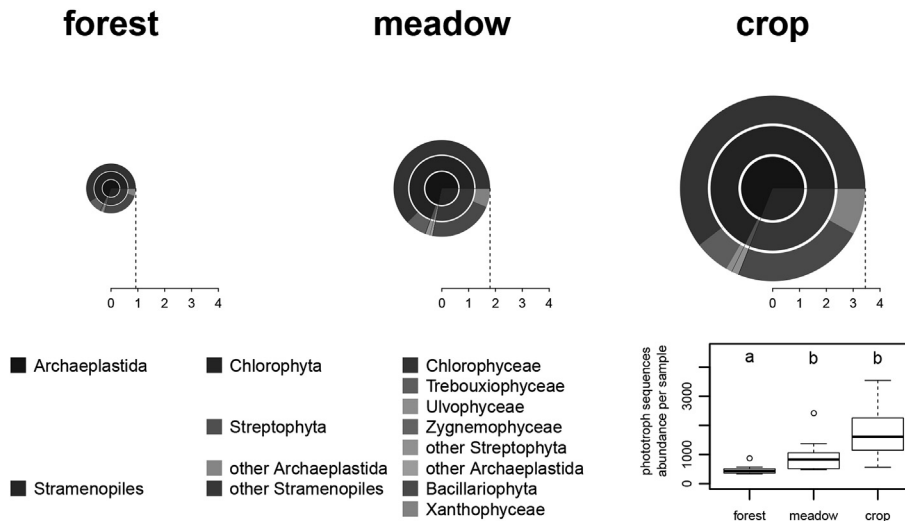 forest meadow crop
0 1 2 3 4 0 1 2 3 4 0 1 2 3 4
Archaeplastida Chlorophyta Chlorophyceae
Trebouxiophyceae
Ulvophyceae
Streptophyta Zygnemophyceae
other Streptophyta
other Archaeplastida other Archaeplastida
Stramenopiles other Stramenopiles Bacillariophyta
Xanthophyceae
phototroph sequences
abundance per sample
3000
1000
0
a b b
forest meadow crop